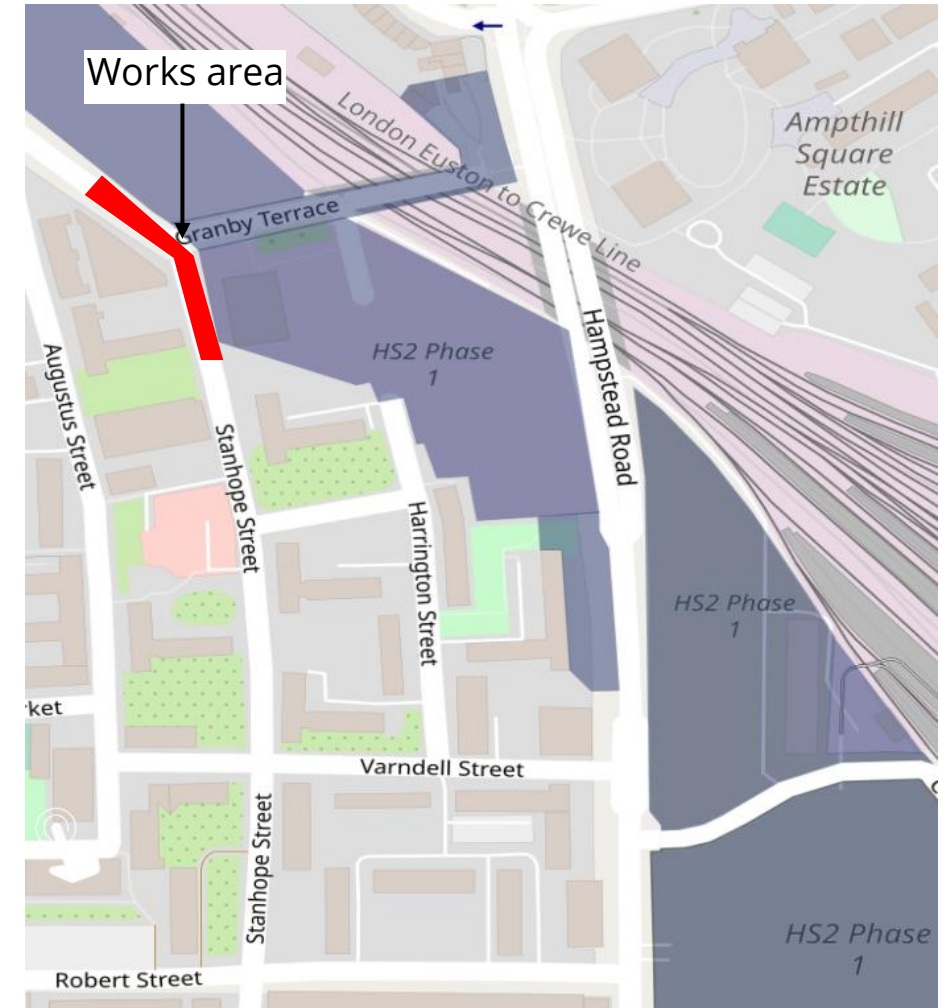 Works area
Ampthill
Square
Estate
London Euston to Crewe Line
Granby Terrace
HS2 Phase
1
Hampstead Road
Augustus Street
Stanhope Street
Harrington Street
HS2 Phase
1
ket
Varndell Street
Stanhope Street
HS2 Phase
1
Robert Street